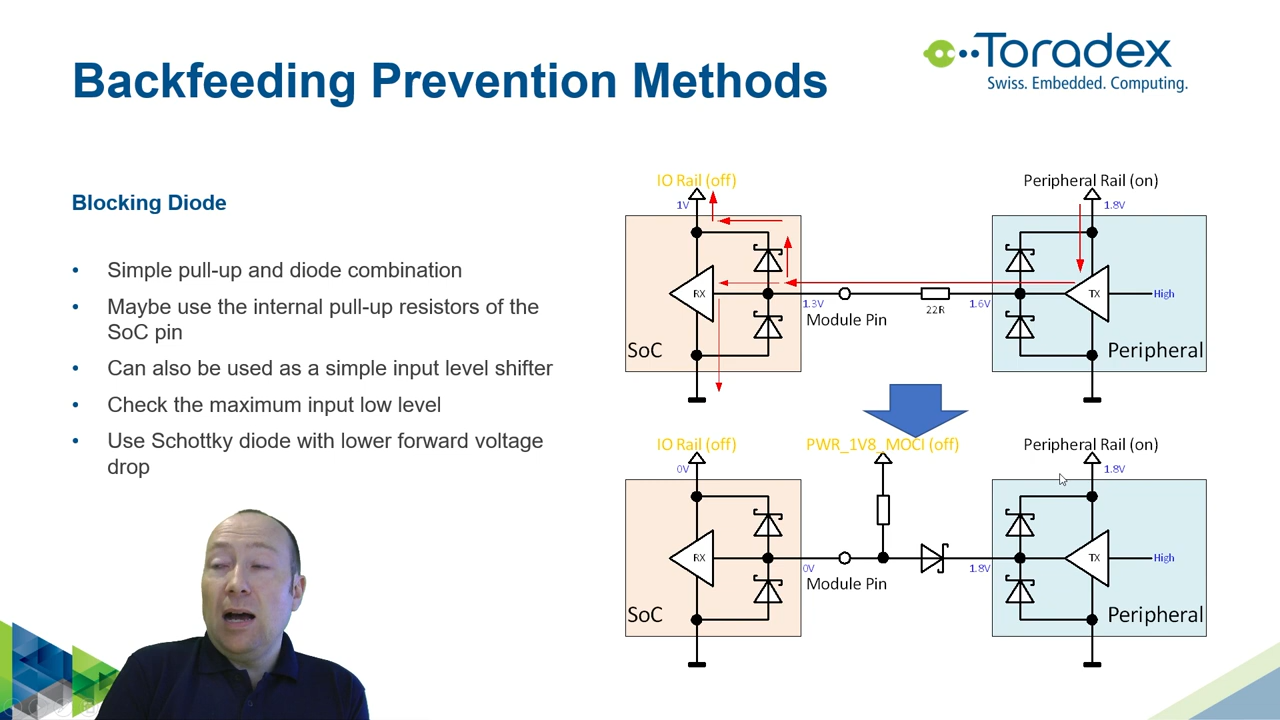 Backfeeding Prevention Methods
Toradex
Swiss. Embedded. Computing.
Blocking Diode
• Simple pull-up and diode combination
• Maybe use the internal pull-up resistors of the
SoC pin
• Can also be used as a simple input level shifter
• Check the maximum input low level
• Use Schottky diode with lower forward voltage
drop
IO Rail (off)
Peripheral Rail (on)
1V
1.8V
RX
1.3V
22R
1.6V
TX
High
Module Pin
SoC
Peripheral
IO Rail (off)
PWR_1V8_MOCI (off)
Peripheral Rail (on)
0V
1.8V
RX
0V
1.8V
TX
High
Module Pin
SoC
Peripheral